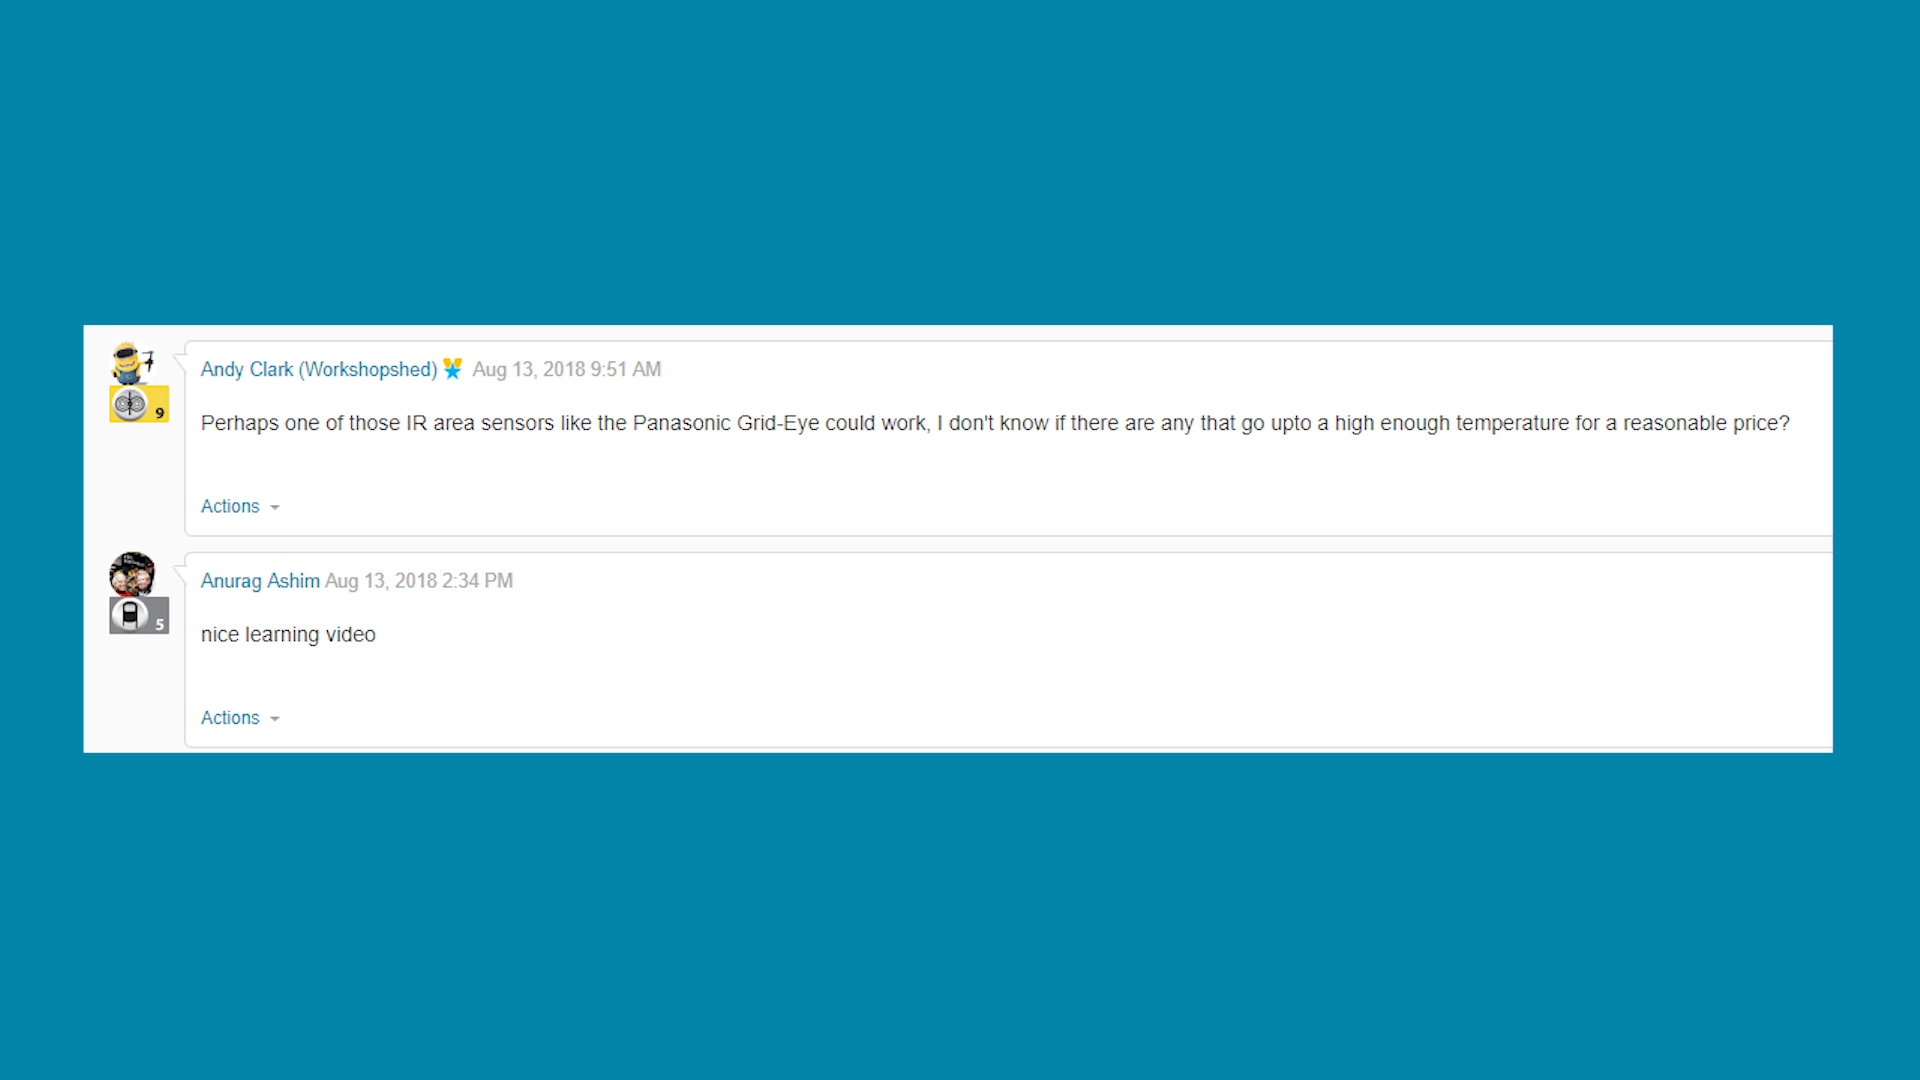 Andy Clark (Workshopshed) Aug 13, 2018 9:51 AM
9
Perhaps one of those IR area sensors like the Panasonic Grid-Eye could work, I don't know if there are any that go upto a high enough temperature for a reasonable price?
Actions
Anurag Ashim Aug 13, 2018 2:34 PM
5
nice learning video
Actions